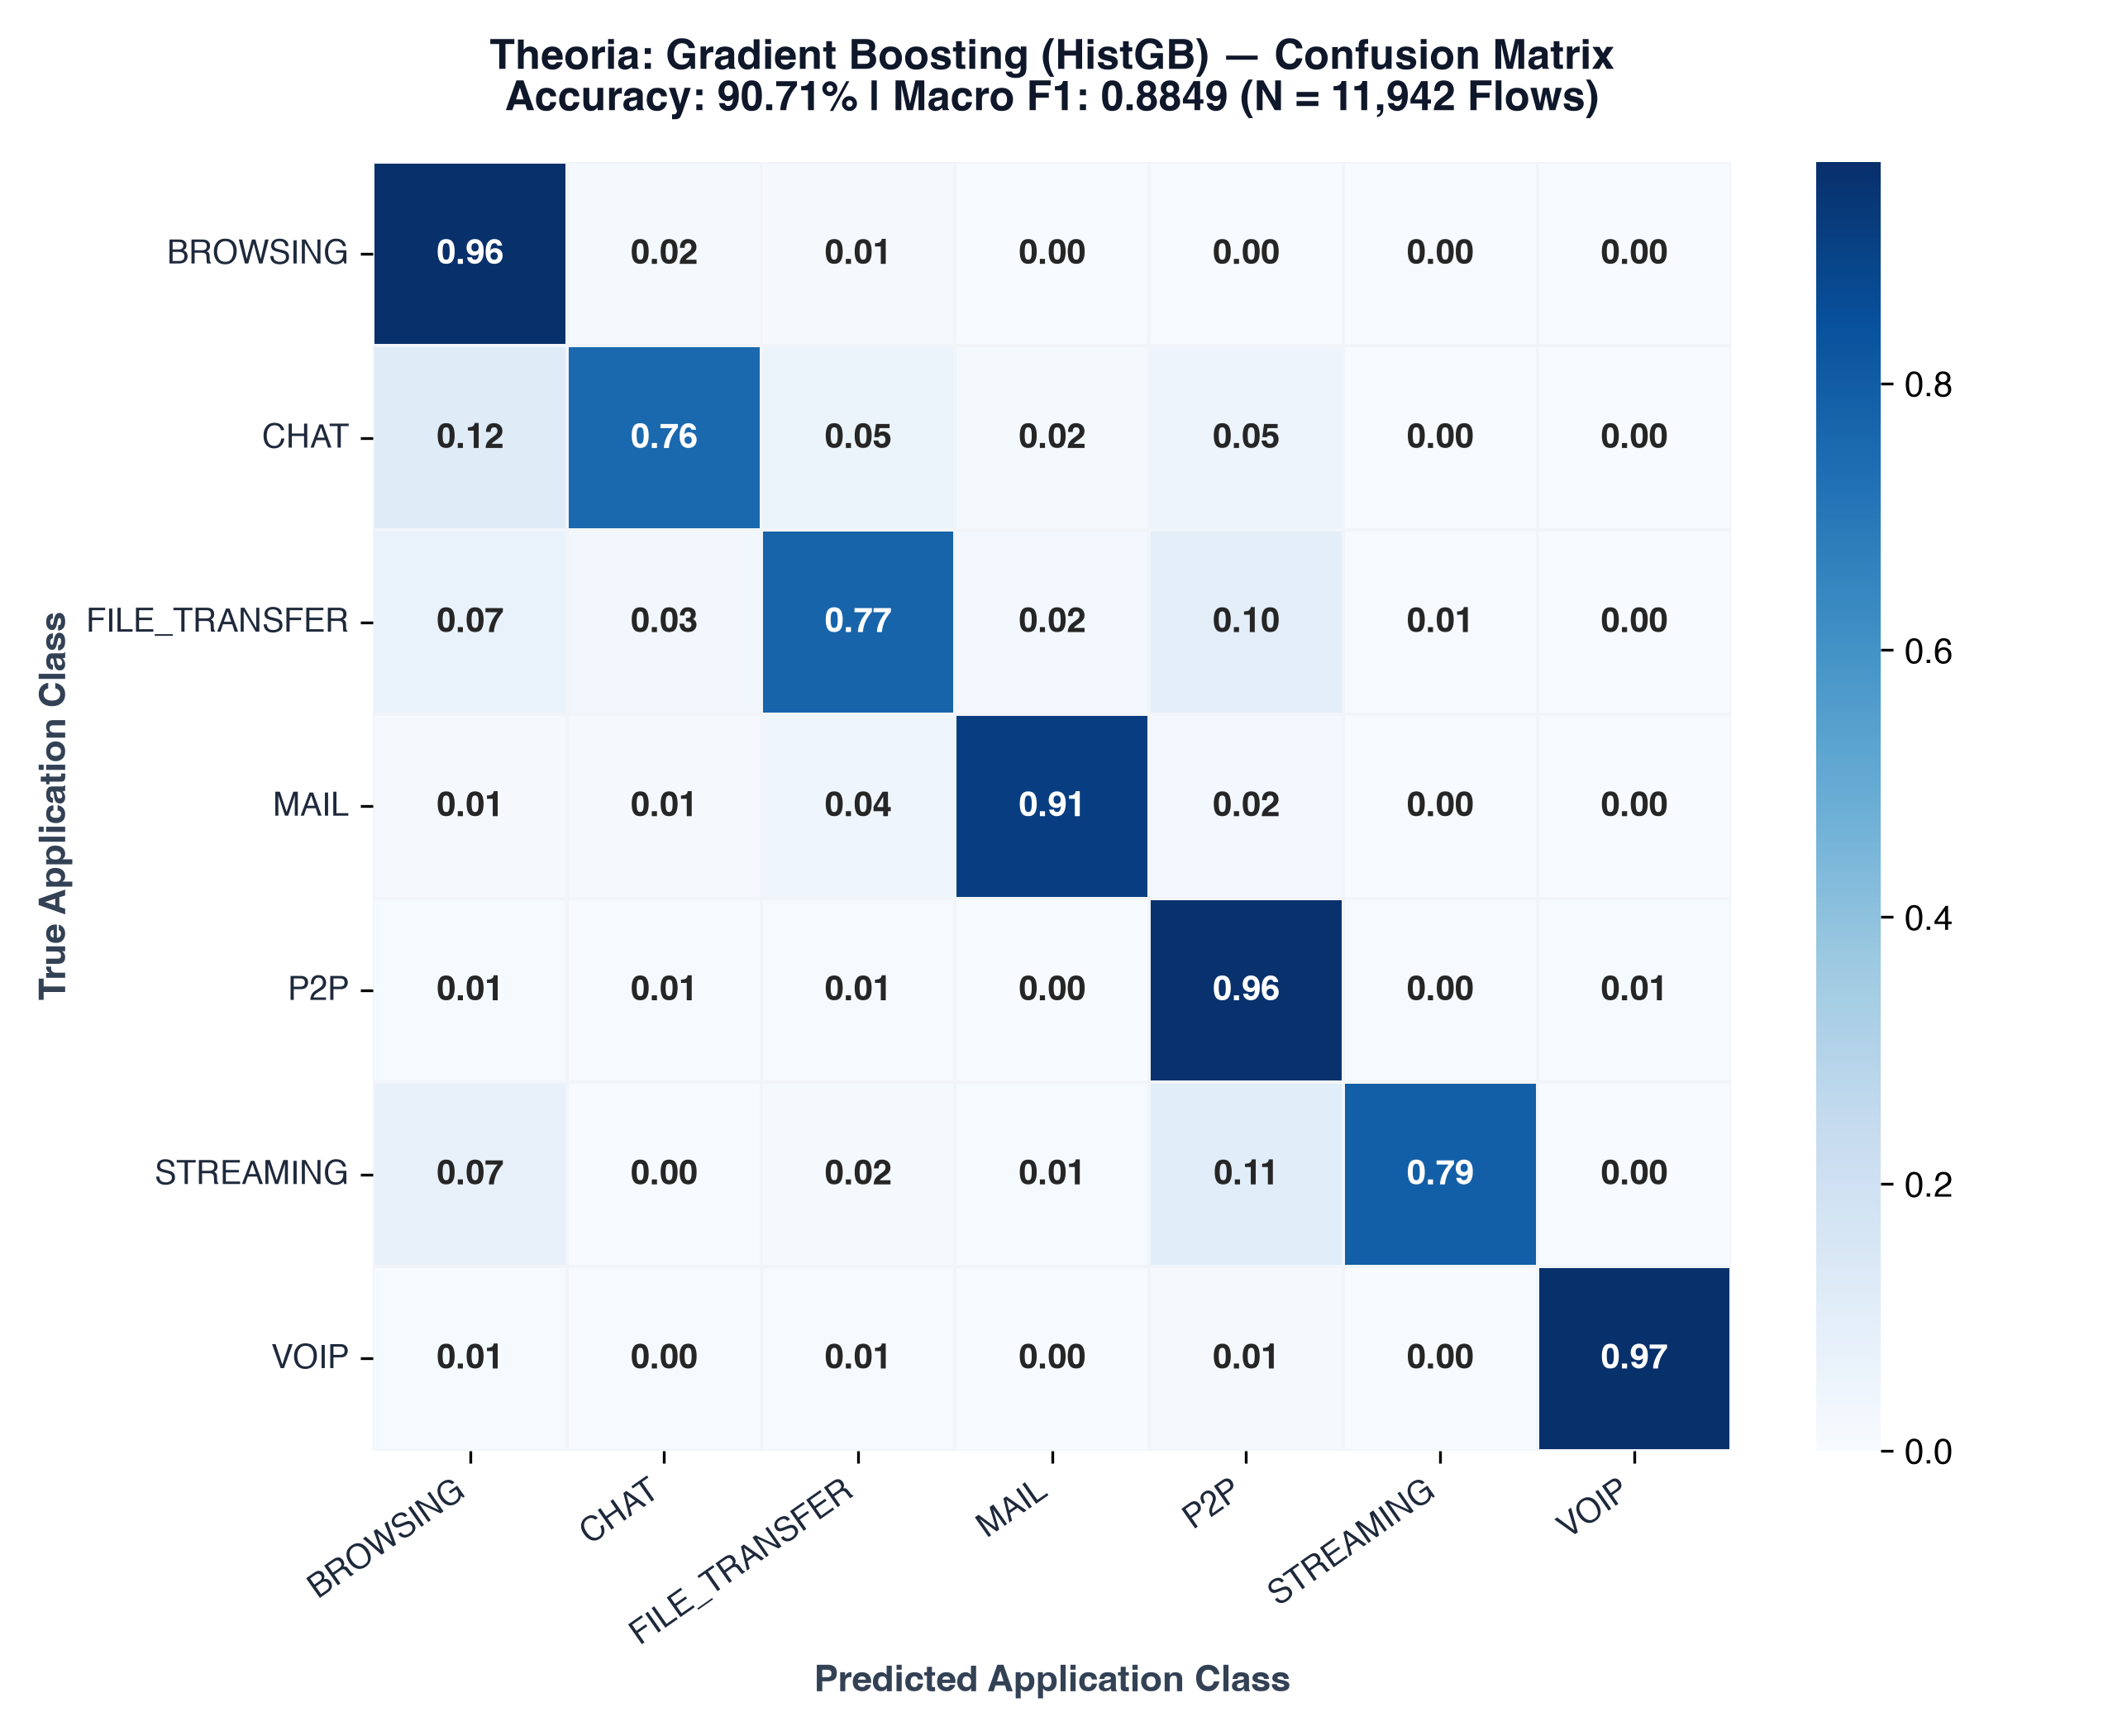 Theoria: Gradient Boosting (HistGB) — Confusion Matrix
Accuracy: 90.71% | Macro F1: 0.8849 (N = 11,942 Flows)
True Application Class
BROWSING 0.96 0.02 0.01 0.00 0.00 0.00 0.00
CHAT 0.12 0.76 0.05 0.02 0.05 0.00 0.00
FILE_TRANSFER 0.07 0.03 0.77 0.02 0.10 0.01 0.00
MAIL 0.01 0.01 0.04 0.91 0.02 0.00 0.00
P2P 0.01 0.01 0.01 0.00 0.96 0.00 0.01
STREAMING 0.07 0.00 0.02 0.01 0.11 0.79 0.00
VOIP 0.01 0.00 0.01 0.00 0.01 0.00 0.97
BROWSING CHAT FILE_TRANSFER MAIL P2P STREAMING VOIP
Predicted Application Class
0.8
0.6
0.4
0.2
0.0